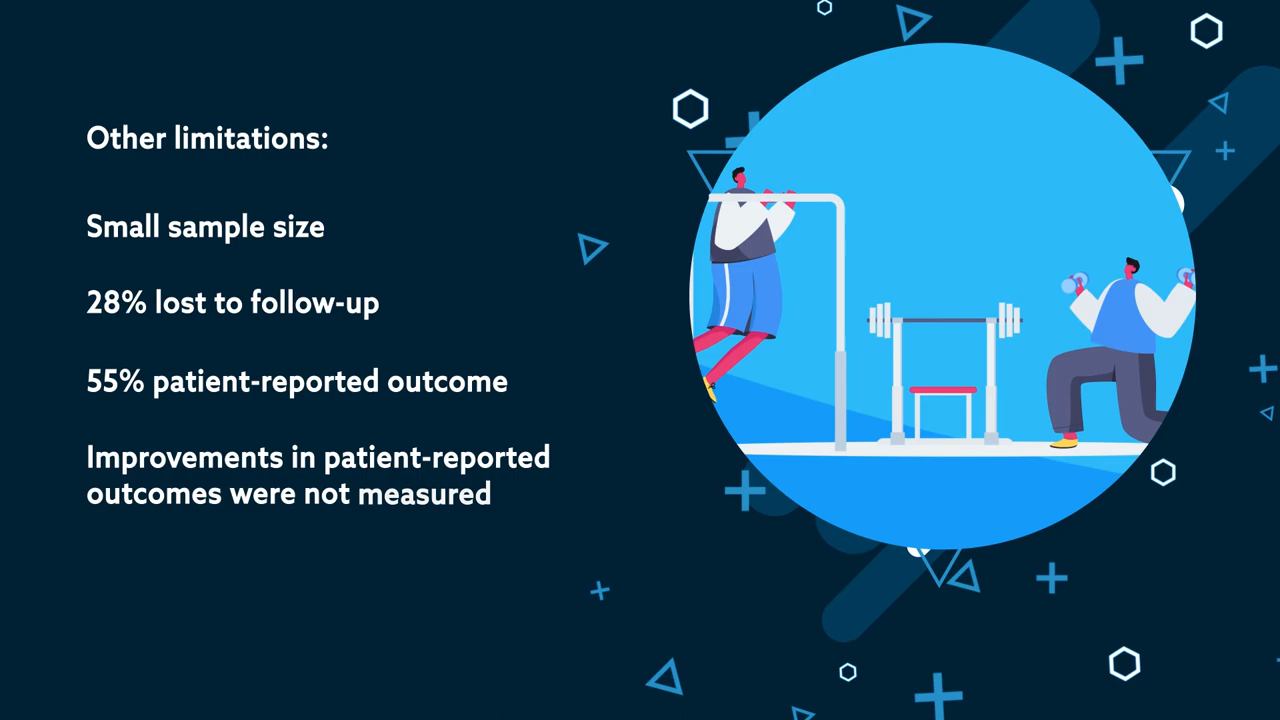 Other limitations:
Small sample size
28% lost to follow-up
55% patient-reported outcome
Improvements in patient-reported
outcomes were not measured